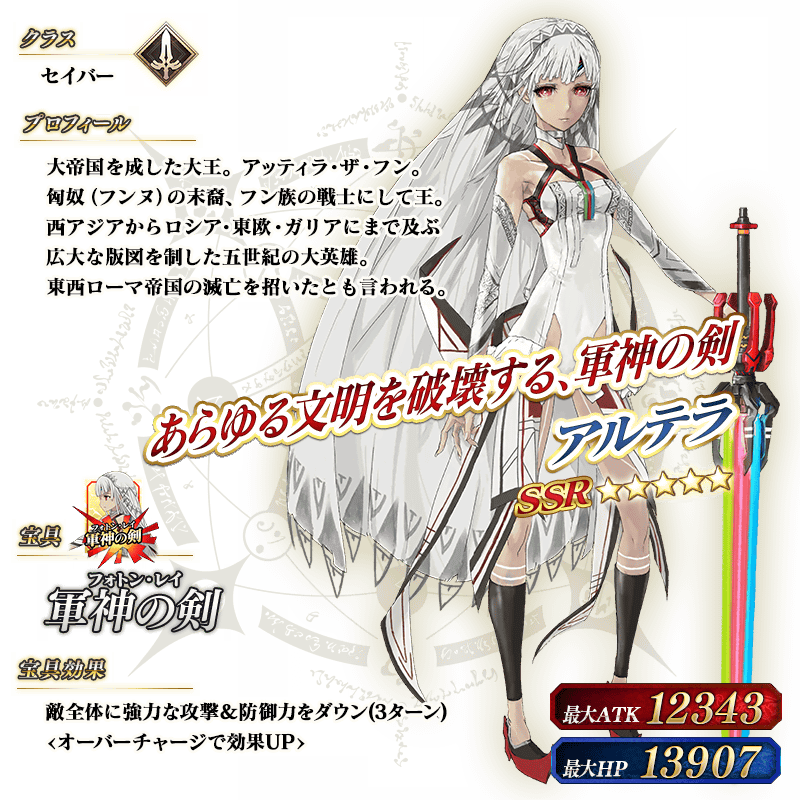 クラス
セイバー
プロフィール
大帝国を成した大王。アッティラ・ザ・フン。
匈奴（フンヌ）の末裔、フン族の戦士にして王。
西アジアからロシア・東欧・ガリアにまで及ぶ
広大な版図を制した五世紀の大英雄。
東西ローマ帝国の滅亡を招いたとも言われる。
あらゆる文明を破壊する、軍神の剣
アルテラ
SSR ☆☆☆☆☆
宝具
フォトン・レイ
軍神の剣
フォトン・レイ
軍神の剣
宝具効果
敵全体に強力な攻撃&防御力をダウン(3ターン)
<オーバーチャージで効果UP>
最大ATK 12343
最大HP 13907